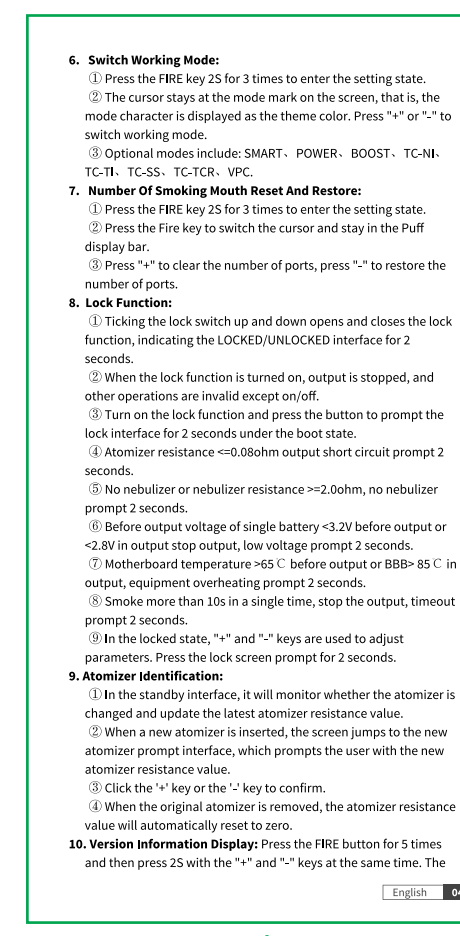 6. Switch Working Mode:
① Press the FIRE key 2S for 3 times to enter the setting state.
② The cursor stays at the mode mark on the screen, that is, the
mode character is displayed as the theme color. Press "+" or "-" to
switch working mode.
③ Optional modes include: SMART、POWER、BOOST、TC-NI、
TC-TI、TC-SS、TC-TCR、VPC.
7. Number Of Smoking Mouth Reset And Restore:
① Press the FIRE key 2S for 3 times to enter the setting state.
② Press the Fire key to switch the cursor and stay in the Puff
display bar.
③ Press "+" to clear the number of ports, press "-" to restore the
number of ports.
8. Lock Function:
① Ticking the lock switch up and down opens and closes the lock
function, indicating the LOCKED/UNLOCKED interface for 2
seconds.
② When the lock function is turned on, output is stopped, and
other operations are invalid except on/off.
③ Turn on the lock function and press the button to prompt the
lock interface for 2 seconds under the boot state.
④ Atomizer resistance <=0.08ohm output short circuit prompt 2
seconds.
⑤ No nebulizer or nebulizer resistance >=2.0ohm, no nebulizer
prompt 2 seconds.
⑥ Before output voltage of single battery <3.2V before output or
<2.8V in output stop output, low voltage prompt 2 seconds.
⑦ Motherboard temperature >65℃ before output or BBB> 85℃ in
output, equipment overheating prompt 2 seconds.
⑧ Smoke more than 10s in a single time, stop the output, timeout
prompt 2 seconds.
⑨ In the locked state, "+" and "-" keys are used to adjust
parameters. Press the lock screen prompt for 2 seconds.
9. Atomizer Identification:
① In the standby interface, it will monitor whether the atomizer is
changed and update the latest atomizer resistance value.
② When a new atomizer is inserted, the screen jumps to the new
atomizer prompt interface, which prompts the user with the new
atomizer resistance value.
③ Click the '+' key or the '-' key to confirm.
④ When the original atomizer is removed, the atomizer resistance
value will automatically reset to zero.
10. Version Information Display: Press the FIRE button for 5 times
and then press 2S with the "+" and "-" keys at the same time. The
English 04